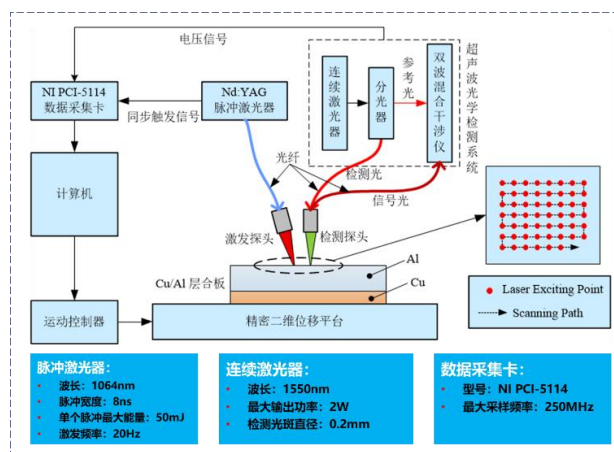 电压信号
NI PCI-5114
数据采集卡
同步触发信号
Nd:YAG
脉冲激光器
连续激光器
分光器
参考光
双波混合干涉仪
超声波光学检测系统
计算机
光纤
检测光
信号光
激发探头
检测探头
Al
Cu/Al 层合板
Cu
运动控制器
精密二维位移平台
Laser Exciting Point
Scanning Path
脉冲激光器：
• 波长：1064nm
• 脉冲宽度：8ns
• 单个脉冲最大能量：50mJ
• 激发频率：20Hz
连续激光器：
• 波长：1550nm
• 最大输出功率：2W
• 检测光斑直径：0.2mm
数据采集卡：
• 型号：NI PCI-5114
• 最大采样频率：250MHz